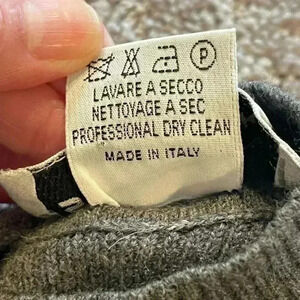 P
LAVARE A SECCO
NETTOYAGE A SEC
PROFESSIONAL DRY CLEAN
MADE IN ITALY